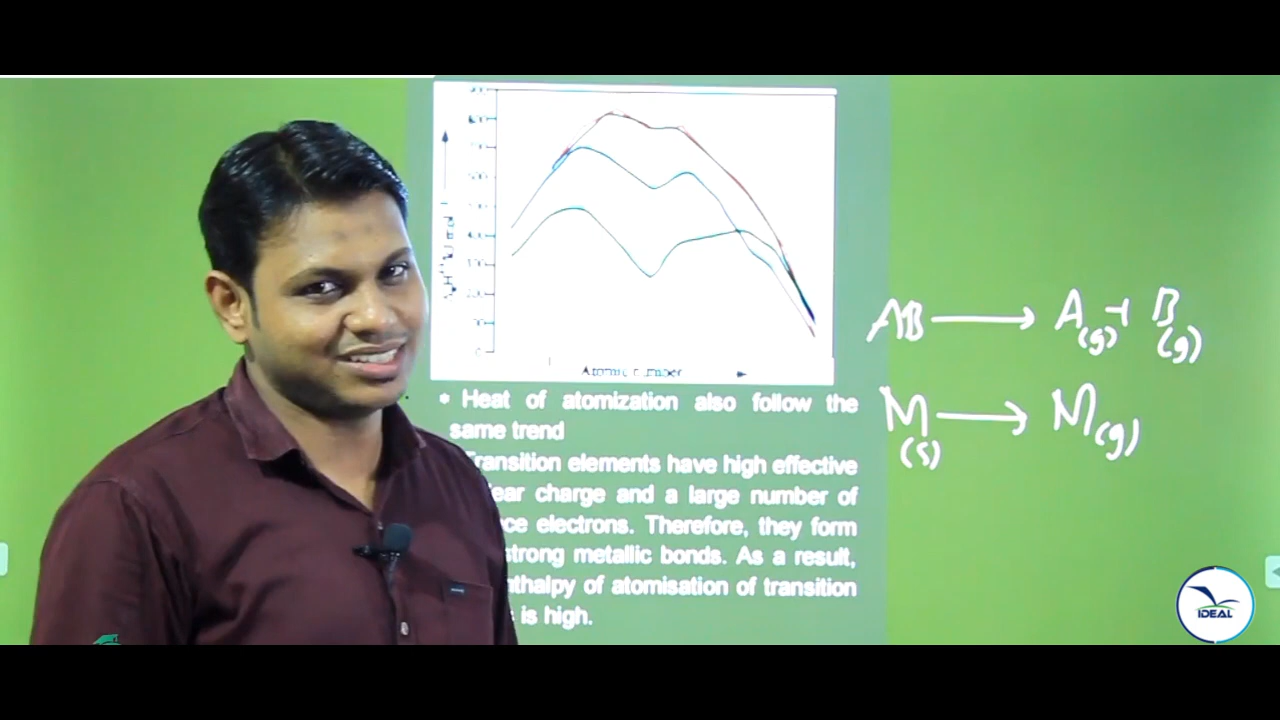 Atomic number
* Heat of atomization also follow the
same trend
Transition elements have high effective
charge and a large number of
electrons. Therefore, they form
strong metallic bonds. As a result,
of atomisation of transition
is high.
AB → A(g) + B(g)
M(s) → M(g)
IDEAL